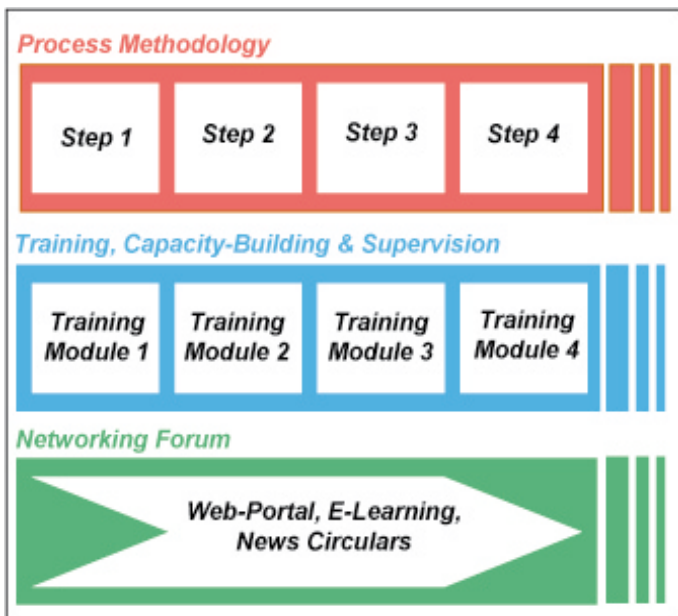 Process Methodology
Step 1
Step 2
Step 3
Step 4
Training, Capacity-Building & Supervision
Training
Module 1
Training
Module 2
Training
Module 3
Training
Module 4
Networking Forum
Web-Portal, E-Learning,
News Circulars